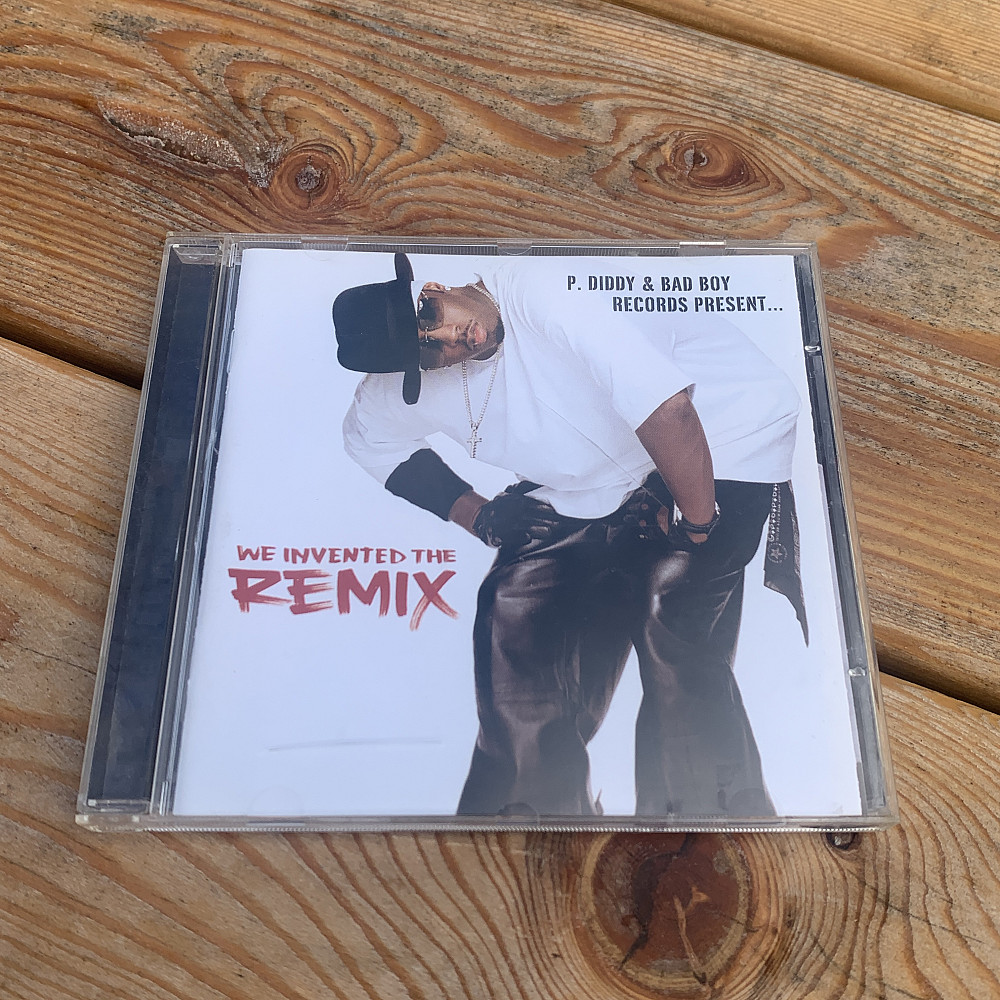 P. DIDDY & BAD BOY
RECORDS PRESENT...
WE INVENTED THE
REMIX